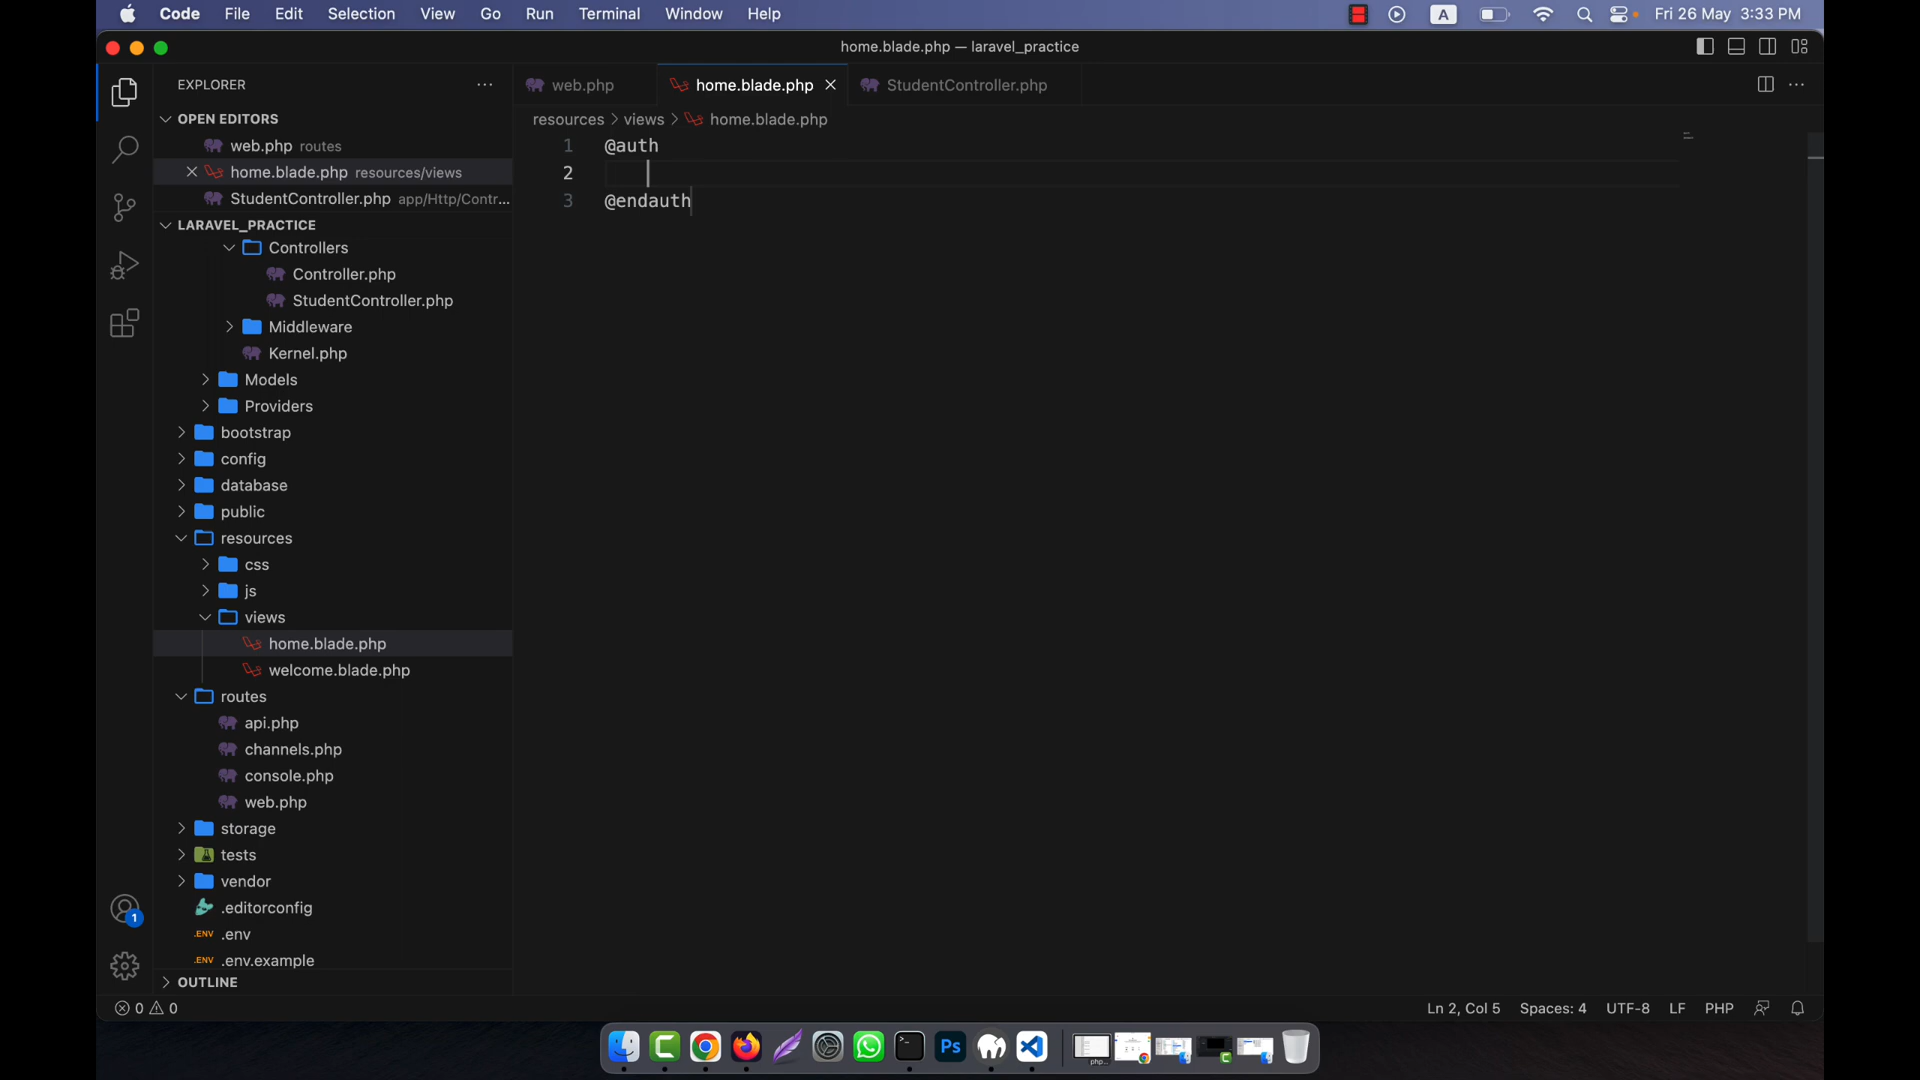 Code File Edit Selection View Go Run Terminal Window Help A Fri 26 May 3:33 PM
home.blade.php — laravel_practice
EXPLORER
web.php home.blade.php StudentController.php
OPEN EDITORS
web.php routes
home.blade.php resources/views
StudentController.php app/Http/Contr...
resources > views > home.blade.php
1 @auth
2
3 @endauth
LARAVEL_PRACTICE
Controllers
Controller.php
StudentController.php
Middleware
Kernel.php
Models
Providers
bootstrap
config
database
public
resources
css
js
views
home.blade.php
welcome.blade.php
routes
api.php
channels.php
console.php
web.php
storage
tests
vendor
.editorconfig
.ENV .env
.ENV .env.example
OUTLINE
1
0 0
Ln 2, Col 5 Spaces: 4 UTF-8 LF PHP
Ps
php...